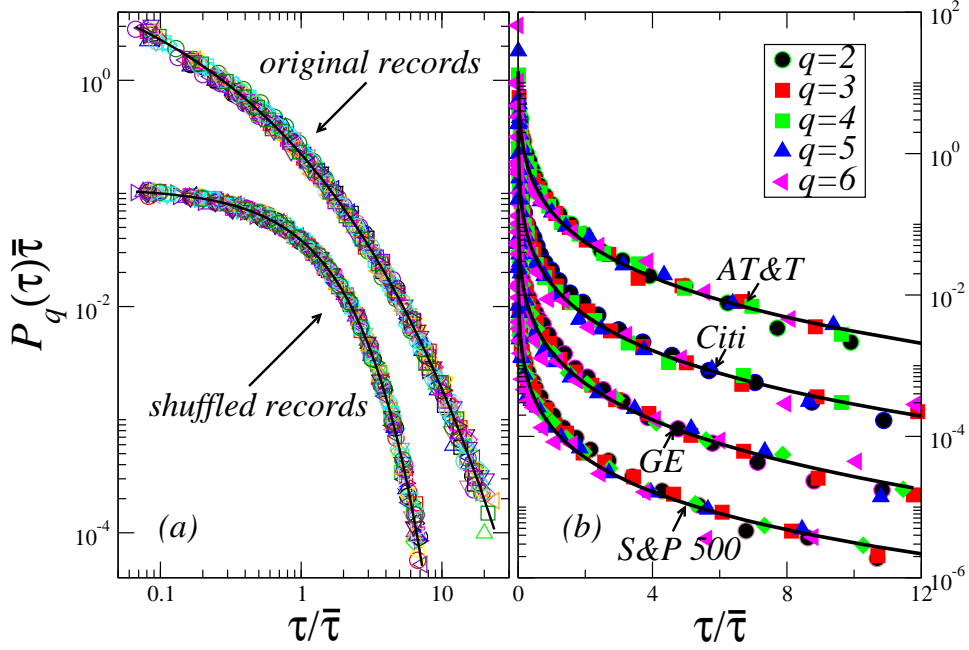 P_q(τ)τ̄
10^0
10^-2
10^-4
original records
shuffled records
(a)
0.1 1 10
τ/τ̄
q=2
q=3
q=4
q=5
q=6
AT&T
Citi
GE
S&P 500
(b)
10^2
10^0
10^-2
10^-4
10^-6
0 4 8 12
τ/τ̄